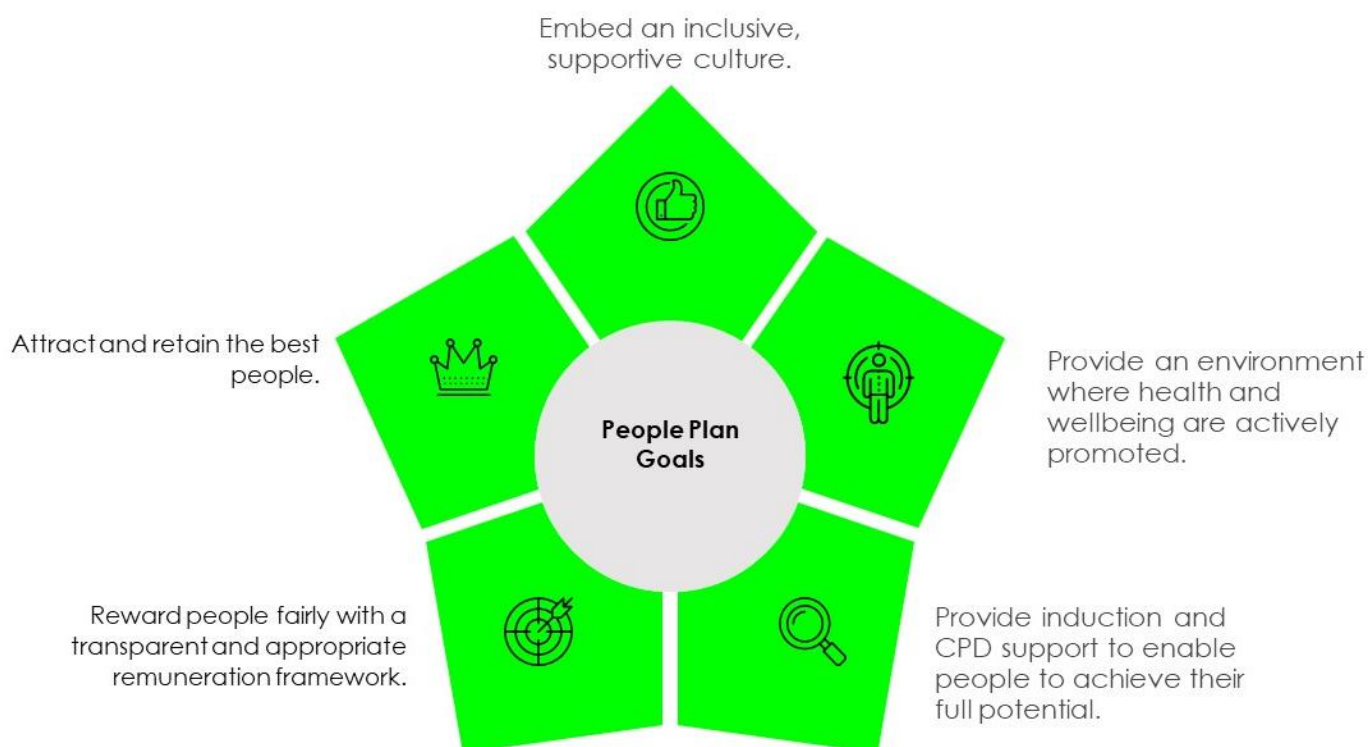 Embed an inclusive,
supportive culture.
Attract and retain the best
people.
People Plan
Goals
Provide an environment
where health and
wellbeing are actively
promoted.
Reward people fairly with a
transparent and appropriate
remuneration framework.
Provide induction and
CPD support to enable
people to achieve their
full potential.